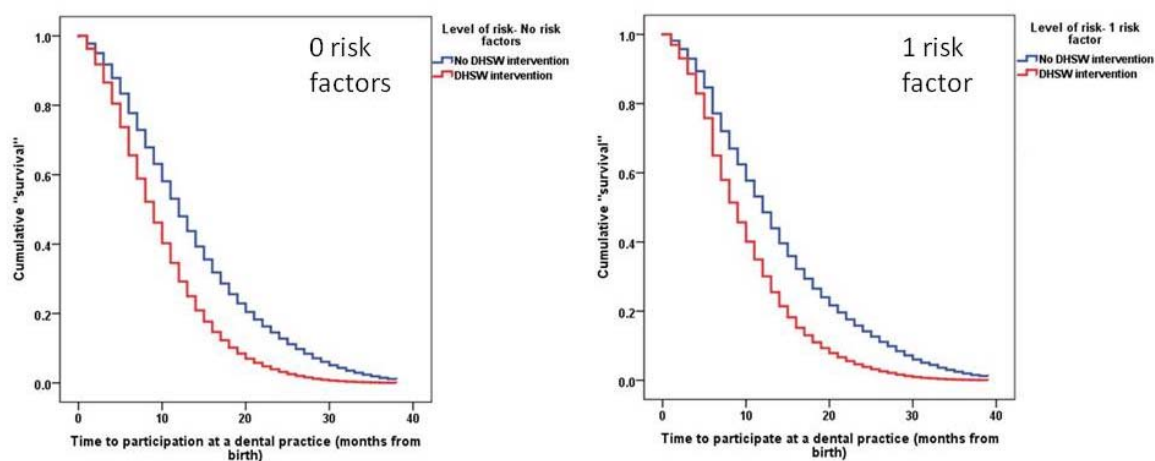 Level of risk- No risk
factors
No DHSW intervention
DHSW intervention
0 risk
factors
Cumulative "survival"
1.0
0.8
0.6
0.4
0.2
0.0
0 10 20 30 40
Time to participation at a dental practice (months from
birth)
Level of risk- 1 risk
factor
No DHSW intervention
DHSW intervention
1 risk
factor
Cumulative "survival"
1.0
0.8
0.6
0.4
0.2
0.0
0 10 20 30 40
Time to participate at a dental practice (months from
birth)